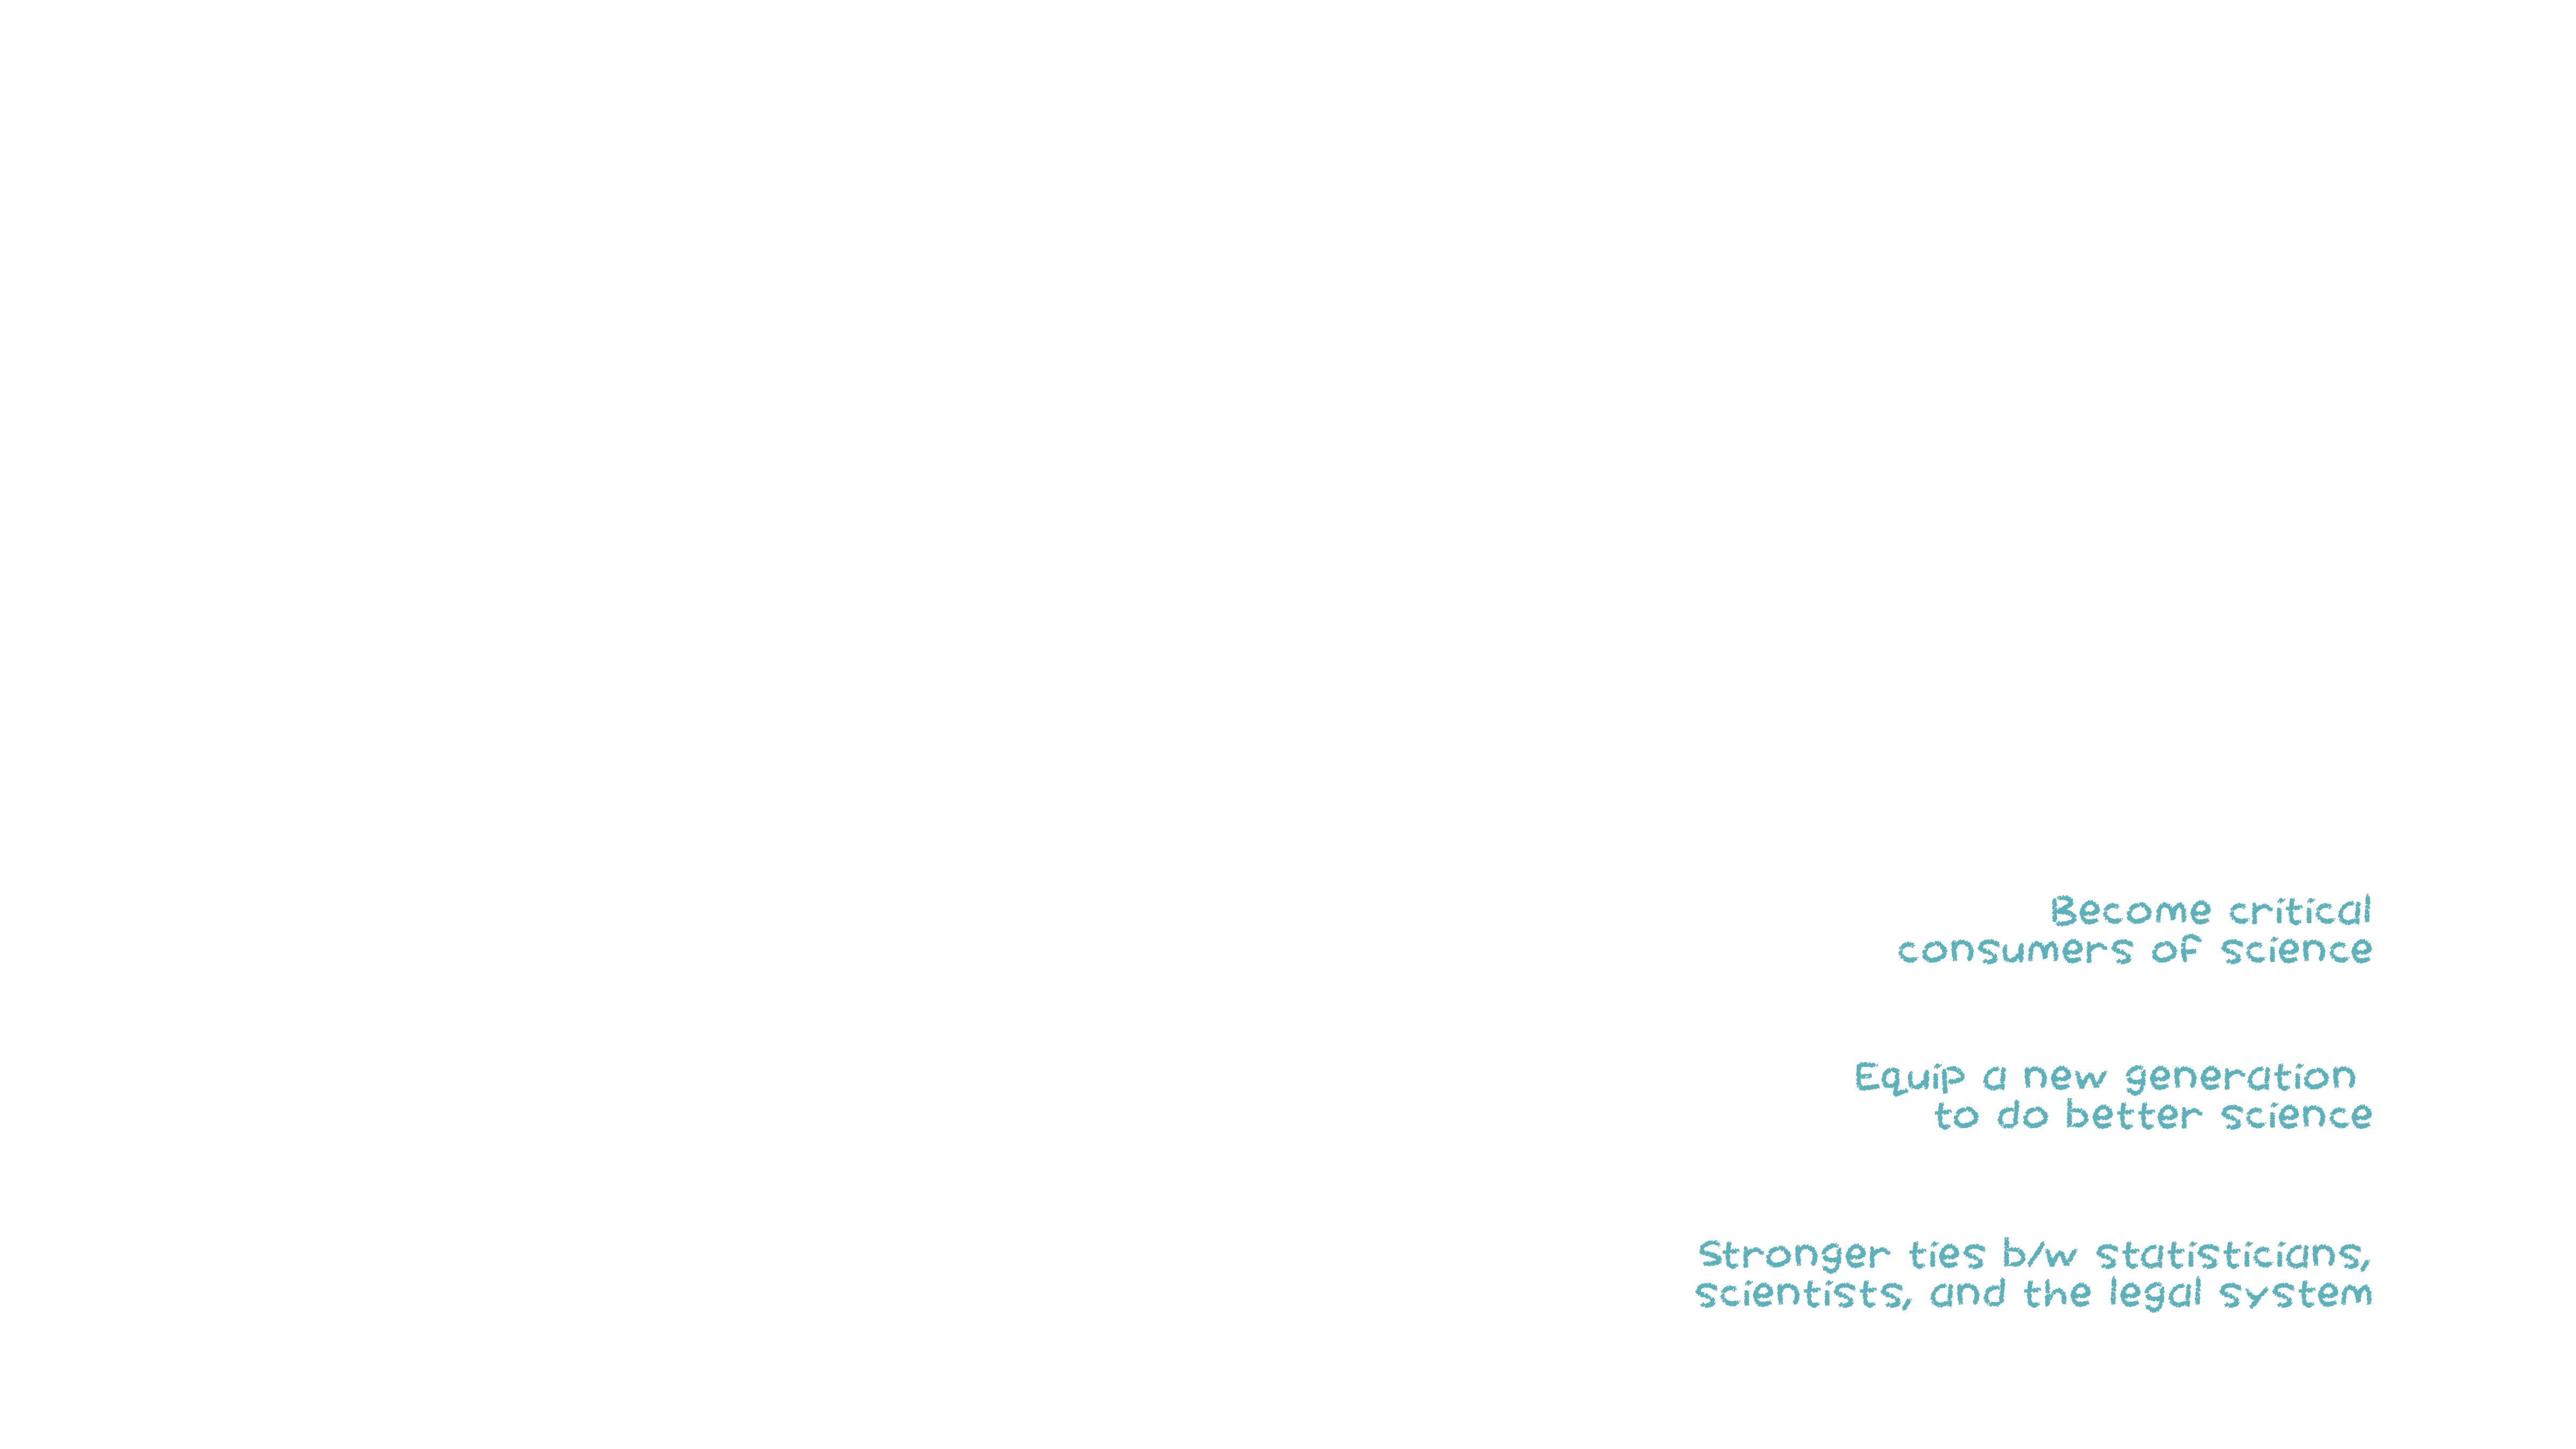 Become critical
consumers of science
Equip a new generation
to do better science
Stronger ties b/w statisticians,
scientists, and the legal system